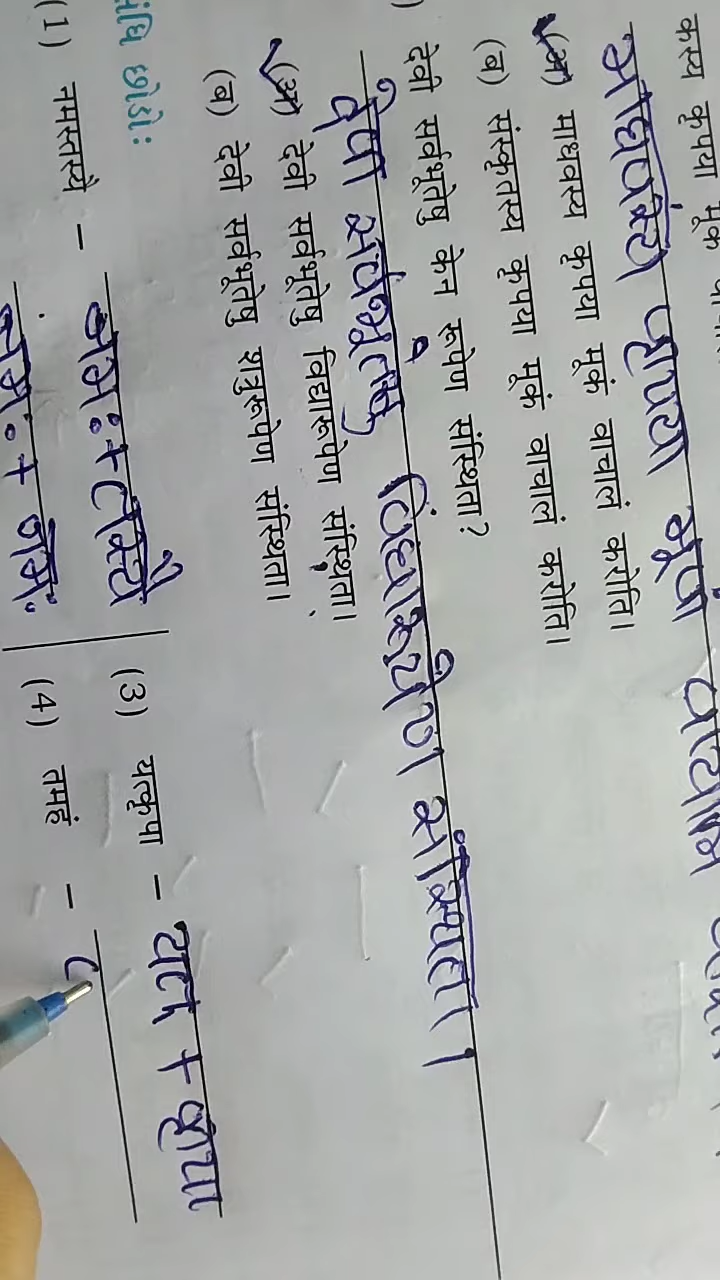 कस्य कृपया मूकं
माधवस्य कृपया मूकं वाचालं
(अ) माधवस्य कृपया मूकं वाचालं करोति।
(ब) संस्कृतस्य कृपया मूकं वाचालं करोति।
) देवी सर्वभूतेषु केन रूपेण संस्थिता?
देवी सर्वभूतेषु विद्यारूपेण संस्थिता।
(अ) देवी सर्वभूतेषु विद्यारूपेण संस्थिता।
(ब) देवी सर्वभूतेषु शत्रुरूपेण संस्थिता।
સંધિ છોડો:
(1) नमस्तस्यै – नमः + तस्यै (3) यत्कृपा – यत् + कृपा
नमः + नमः (4) तमहं –